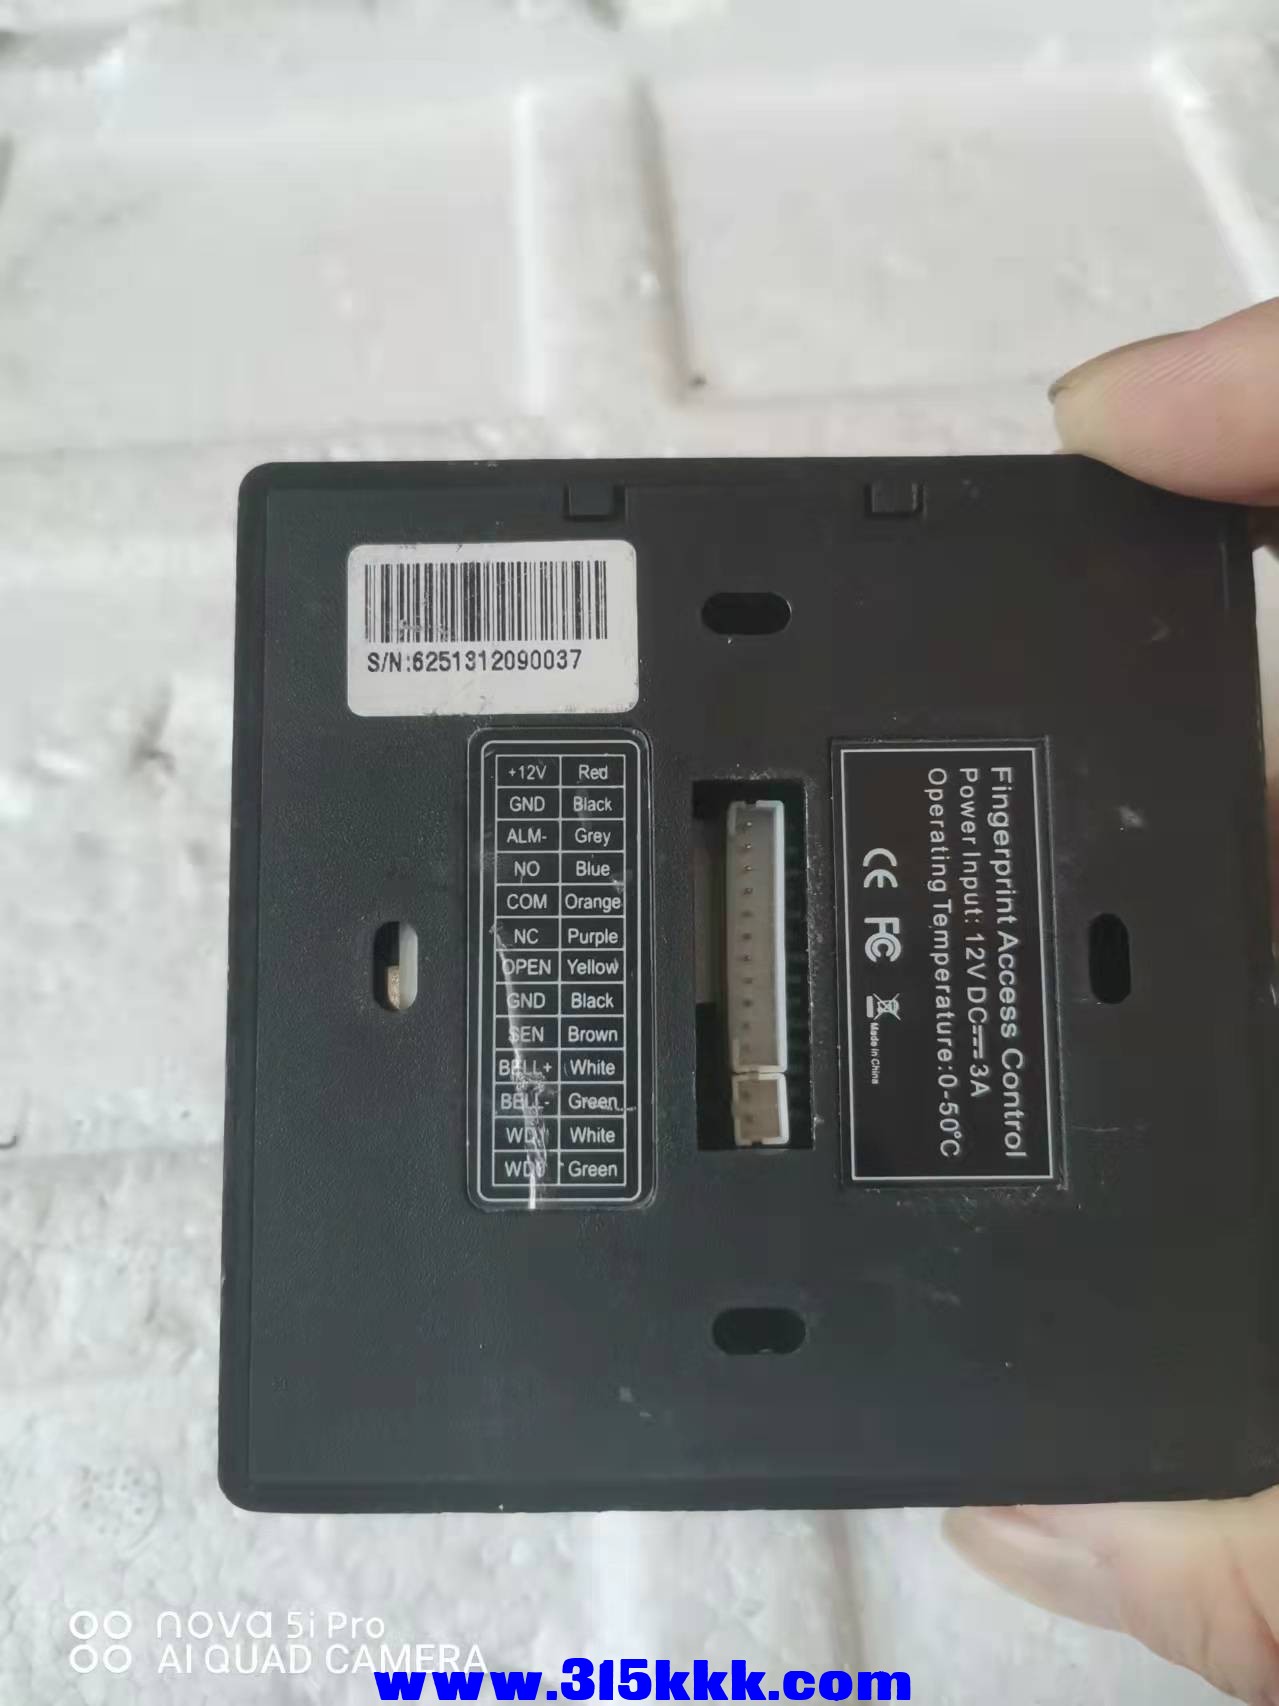 S/N:6251312090037
+12V Red
GND Black
ALM- Grey
NO Blue
COM Orange
NC Purple
OPEN Yellow
GND Black
SEN Brown
BELL+ White
BELL- Green
WD1 White
WD0 Green
Fingerprint Access Control
Power Input: 12V DC⎓3A
Operating Temperature:0-50°C
CE FC
Made in China
nova 5i Pro
AI QUAD CAMERA
www.315kkk.com